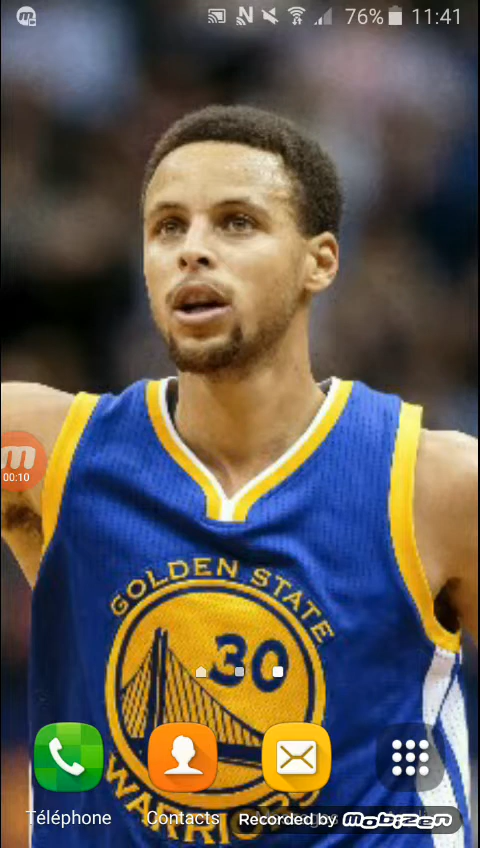 76% 11:41
m
00:10
GOLDEN STATE
30
WARRIORS
Téléphone
Contacts
Recorded by mobizen